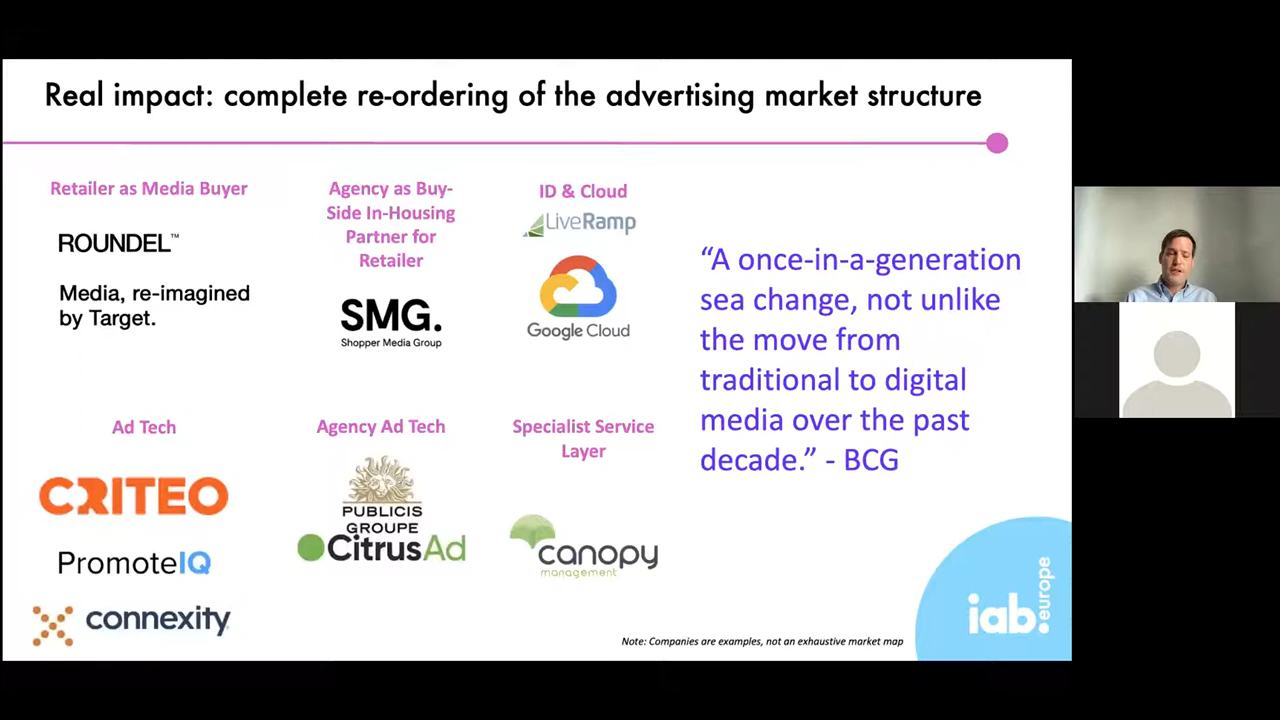 Real impact: complete re-ordering of the advertising market structure
Retailer as Media Buyer
ROUNDEL™
Media, re-imagined
by Target.
Agency as Buy-
Side In-Housing
Partner for
Retailer
SMG.
Shopper Media Group
ID & Cloud
LiveRamp
Google Cloud
Ad Tech
CRITEO
PromoteIQ
connexity
Agency Ad Tech
PUBLICIS
GROUPE
CitrusAd
Specialist Service
Layer
canopy
management
“A once-in-a-generation
sea change, not unlike
the move from
traditional to digital
media over the past
decade.” - BCG
Note: Companies are examples, not an exhaustive market map
iab.
europe